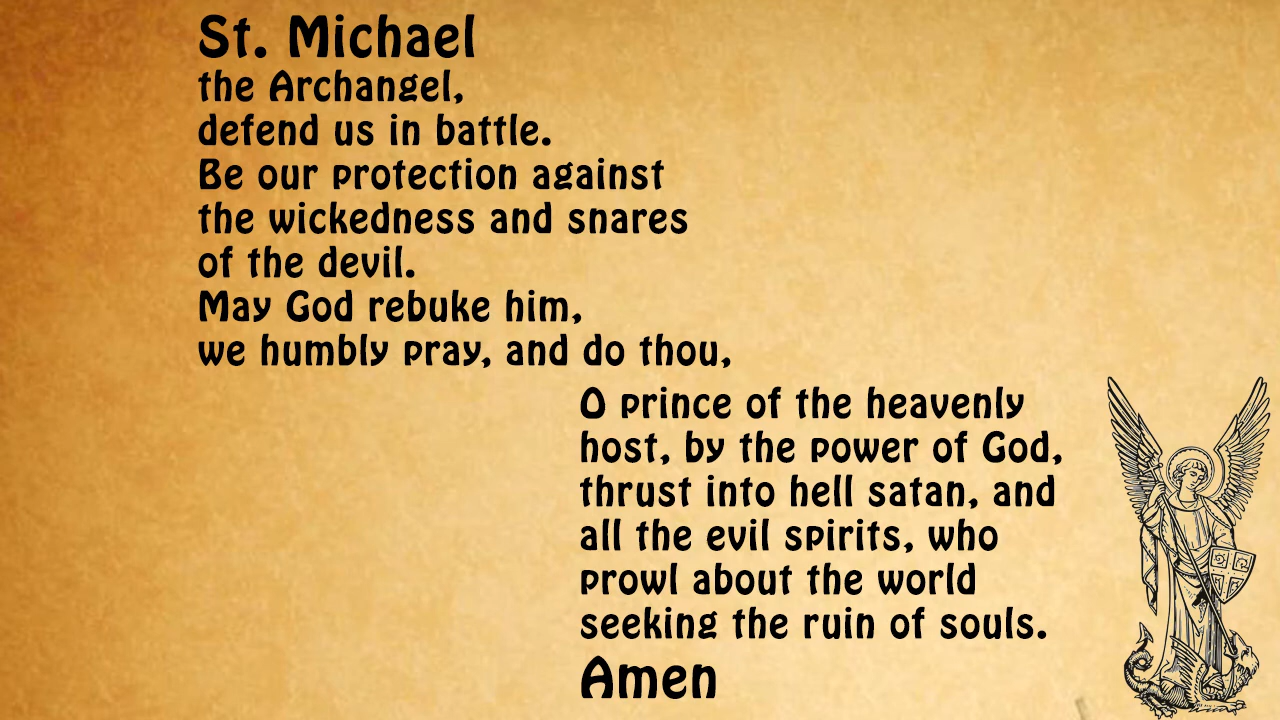 St. Michael
the Archangel,
defend us in battle.
Be our protection against
the wickedness and snares
of the devil.
May God rebuke him,
we humbly pray, and do thou,
O prince of the heavenly
host, by the power of God,
thrust into hell satan, and
all the evil spirits, who
prowl about the world
seeking the ruin of souls.
Amen